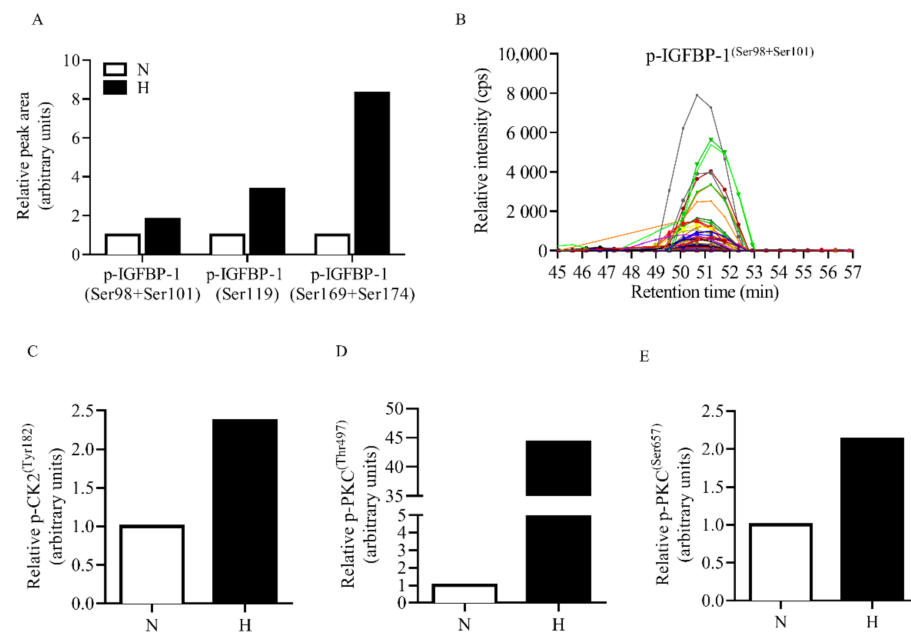 A
Relative peak area
(arbitrary units)
10
8
6
4
2
0
N
H
p-IGFBP-1 p-IGFBP-1 p-IGFBP-1
(Ser98+Ser101) (Ser119) (Ser169+Ser174)
B
p-IGFBP-1(Ser98+Ser101)
Relative intensity (cps)
10,000
8 000
6 000
4 000
2 000
0
45 46 47 48 49 50 51 52 53 54 55 56 57
Retention time (min)
C
Relative p-CK2(Tyr182)
(arbitrary units)
2.5
2.0
1.5
1.0
0.5
0.0
N H
D
Relative p-PKC(Thr497)
(arbitrary units)
50
45
40
35
5
4
3
2
1
0
N H
E
Relative p-PKC(Ser657)
(arbitrary units)
2.5
2.0
1.5
1.0
0.5
0.0
N H